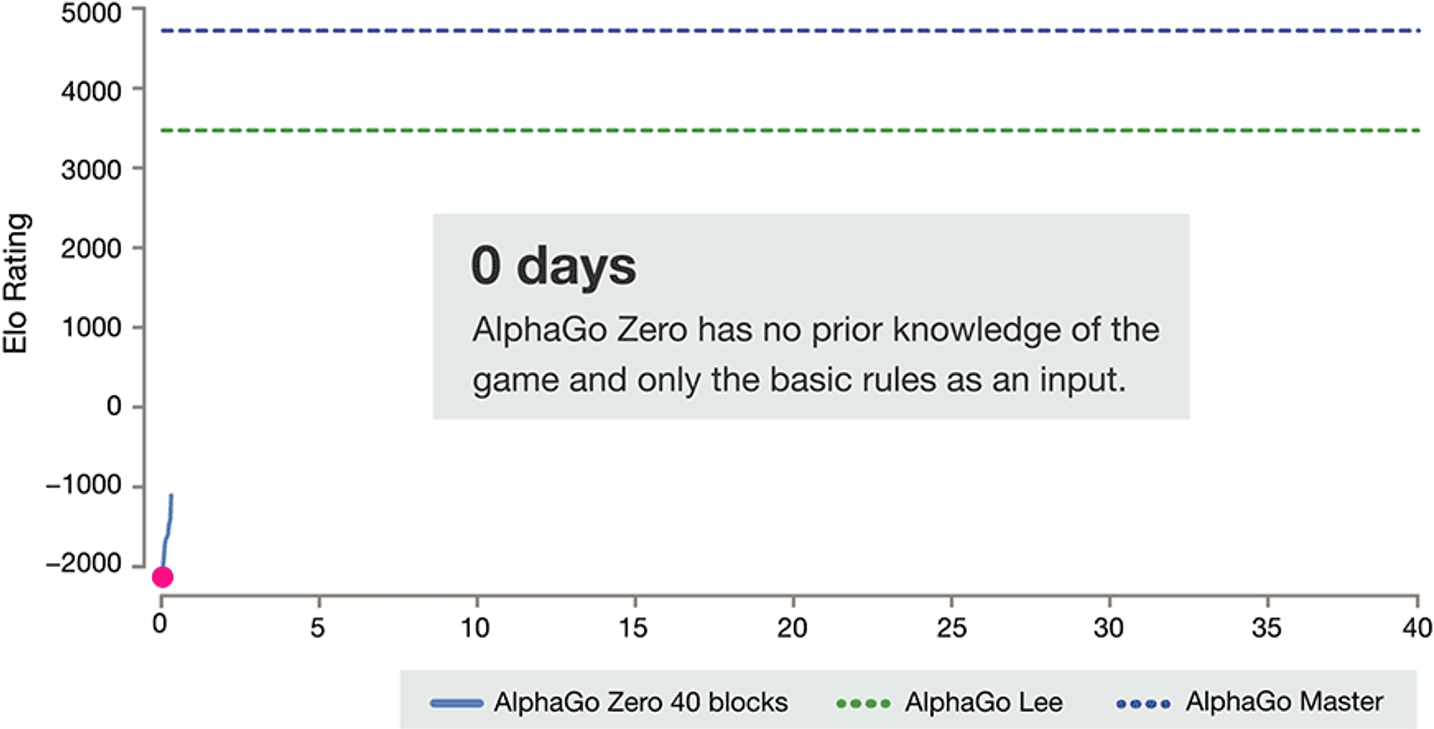 5000
4000
3000
2000
1000
0
−1000
−2000
Elo Rating
0 days
AlphaGo Zero has no prior knowledge of the
game and only the basic rules as an input.
0 5 10 15 20 25 30 35 40
AlphaGo Zero 40 blocks AlphaGo Lee AlphaGo Master